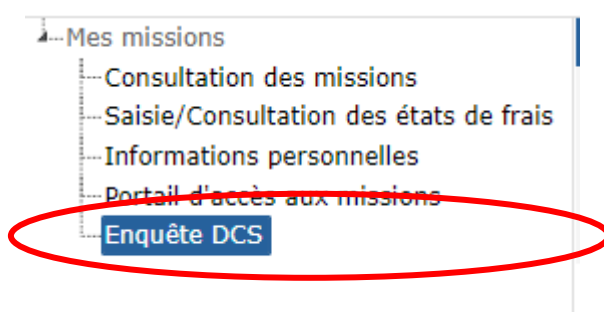 Mes missions
Consultation des missions
Saisie/Consultation des états de frais
Informations personnelles
Portail d'accès aux missions
Enquête DCS